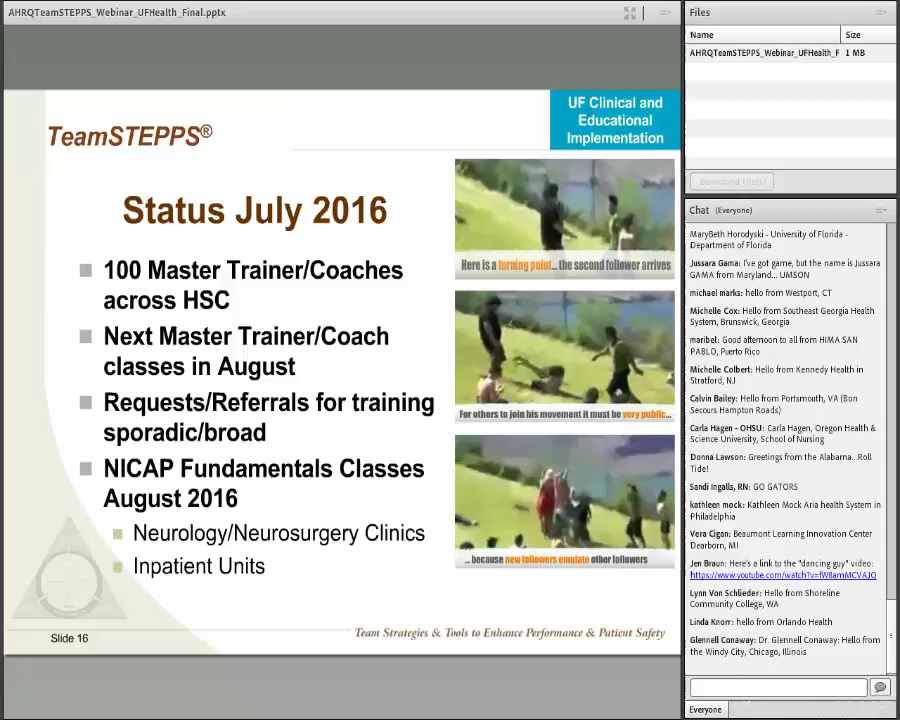 AHRQTeamSTEPPS_Webinar_UFHealth_Final.pptx
TeamSTEPPS®
UF Clinical and
Educational
Implementation
Status July 2016
100 Master Trainer/Coaches
across HSC
Next Master Trainer/Coach
classes in August
Requests/Referrals for training
sporadic/broad
NICAP Fundamentals Classes
August 2016
Neurology/Neurosurgery Clinics
Inpatient Units
Here is a turning point... the second follower arrives
For others to join his movement it must be very public...
... because new followers emulate other followers
Slide 16
Team Strategies & Tools to Enhance Performance & Patient Safety
Files
Name Size
AHRQTeamSTEPPS_Webinar_UFHealth_F 1 MB
Download File(s)
Chat (Everyone)
MaryBeth Horodyski - University of Florida -
Department of Florida
Jussara Gama: I've got game, but the name is Jussara
GAMA from Maryland... UMSON
michael marks: hello from Westport, CT
Michelle Cox: Hello from Southeast Georgia Health
System, Brunswick, Georgia
maribel: Good afternoon to all from HIMA SAN
PABLO, Puerto Rico
Michelle Colbert: Hello from Kennedy Health in
Stratford, NJ
Calvin Bailey: Hello from Portsmouth, VA (Bon
Secours Hampton Roads)
Carla Hagen - OHSU: Carla Hagen, Oregon Health &
Science University, School of Nursing
Donna Lawson: Greetings from the Alabama...Roll
Tide!
Sandi Ingalls, RN: GO GATORS
kathleen mock: Kathleen Mock Aria health System in
Philadelphia
Vera Cigan: Beaumont Learning Innovation Center
Dearborn, MI
Jen Braun: Here's a link to the "dancing guy" video:
https://www.youtube.com/watch?v=fW8amMCVAJQ
Lynn Von Schlieder: Hello from Shoreline
Community College, WA
Linda Knorr: hello from Orlando Health
Glennell Conaway: Dr. Glennell Conaway: Hello from
the Windy City, Chicago, Illinois
Everyone